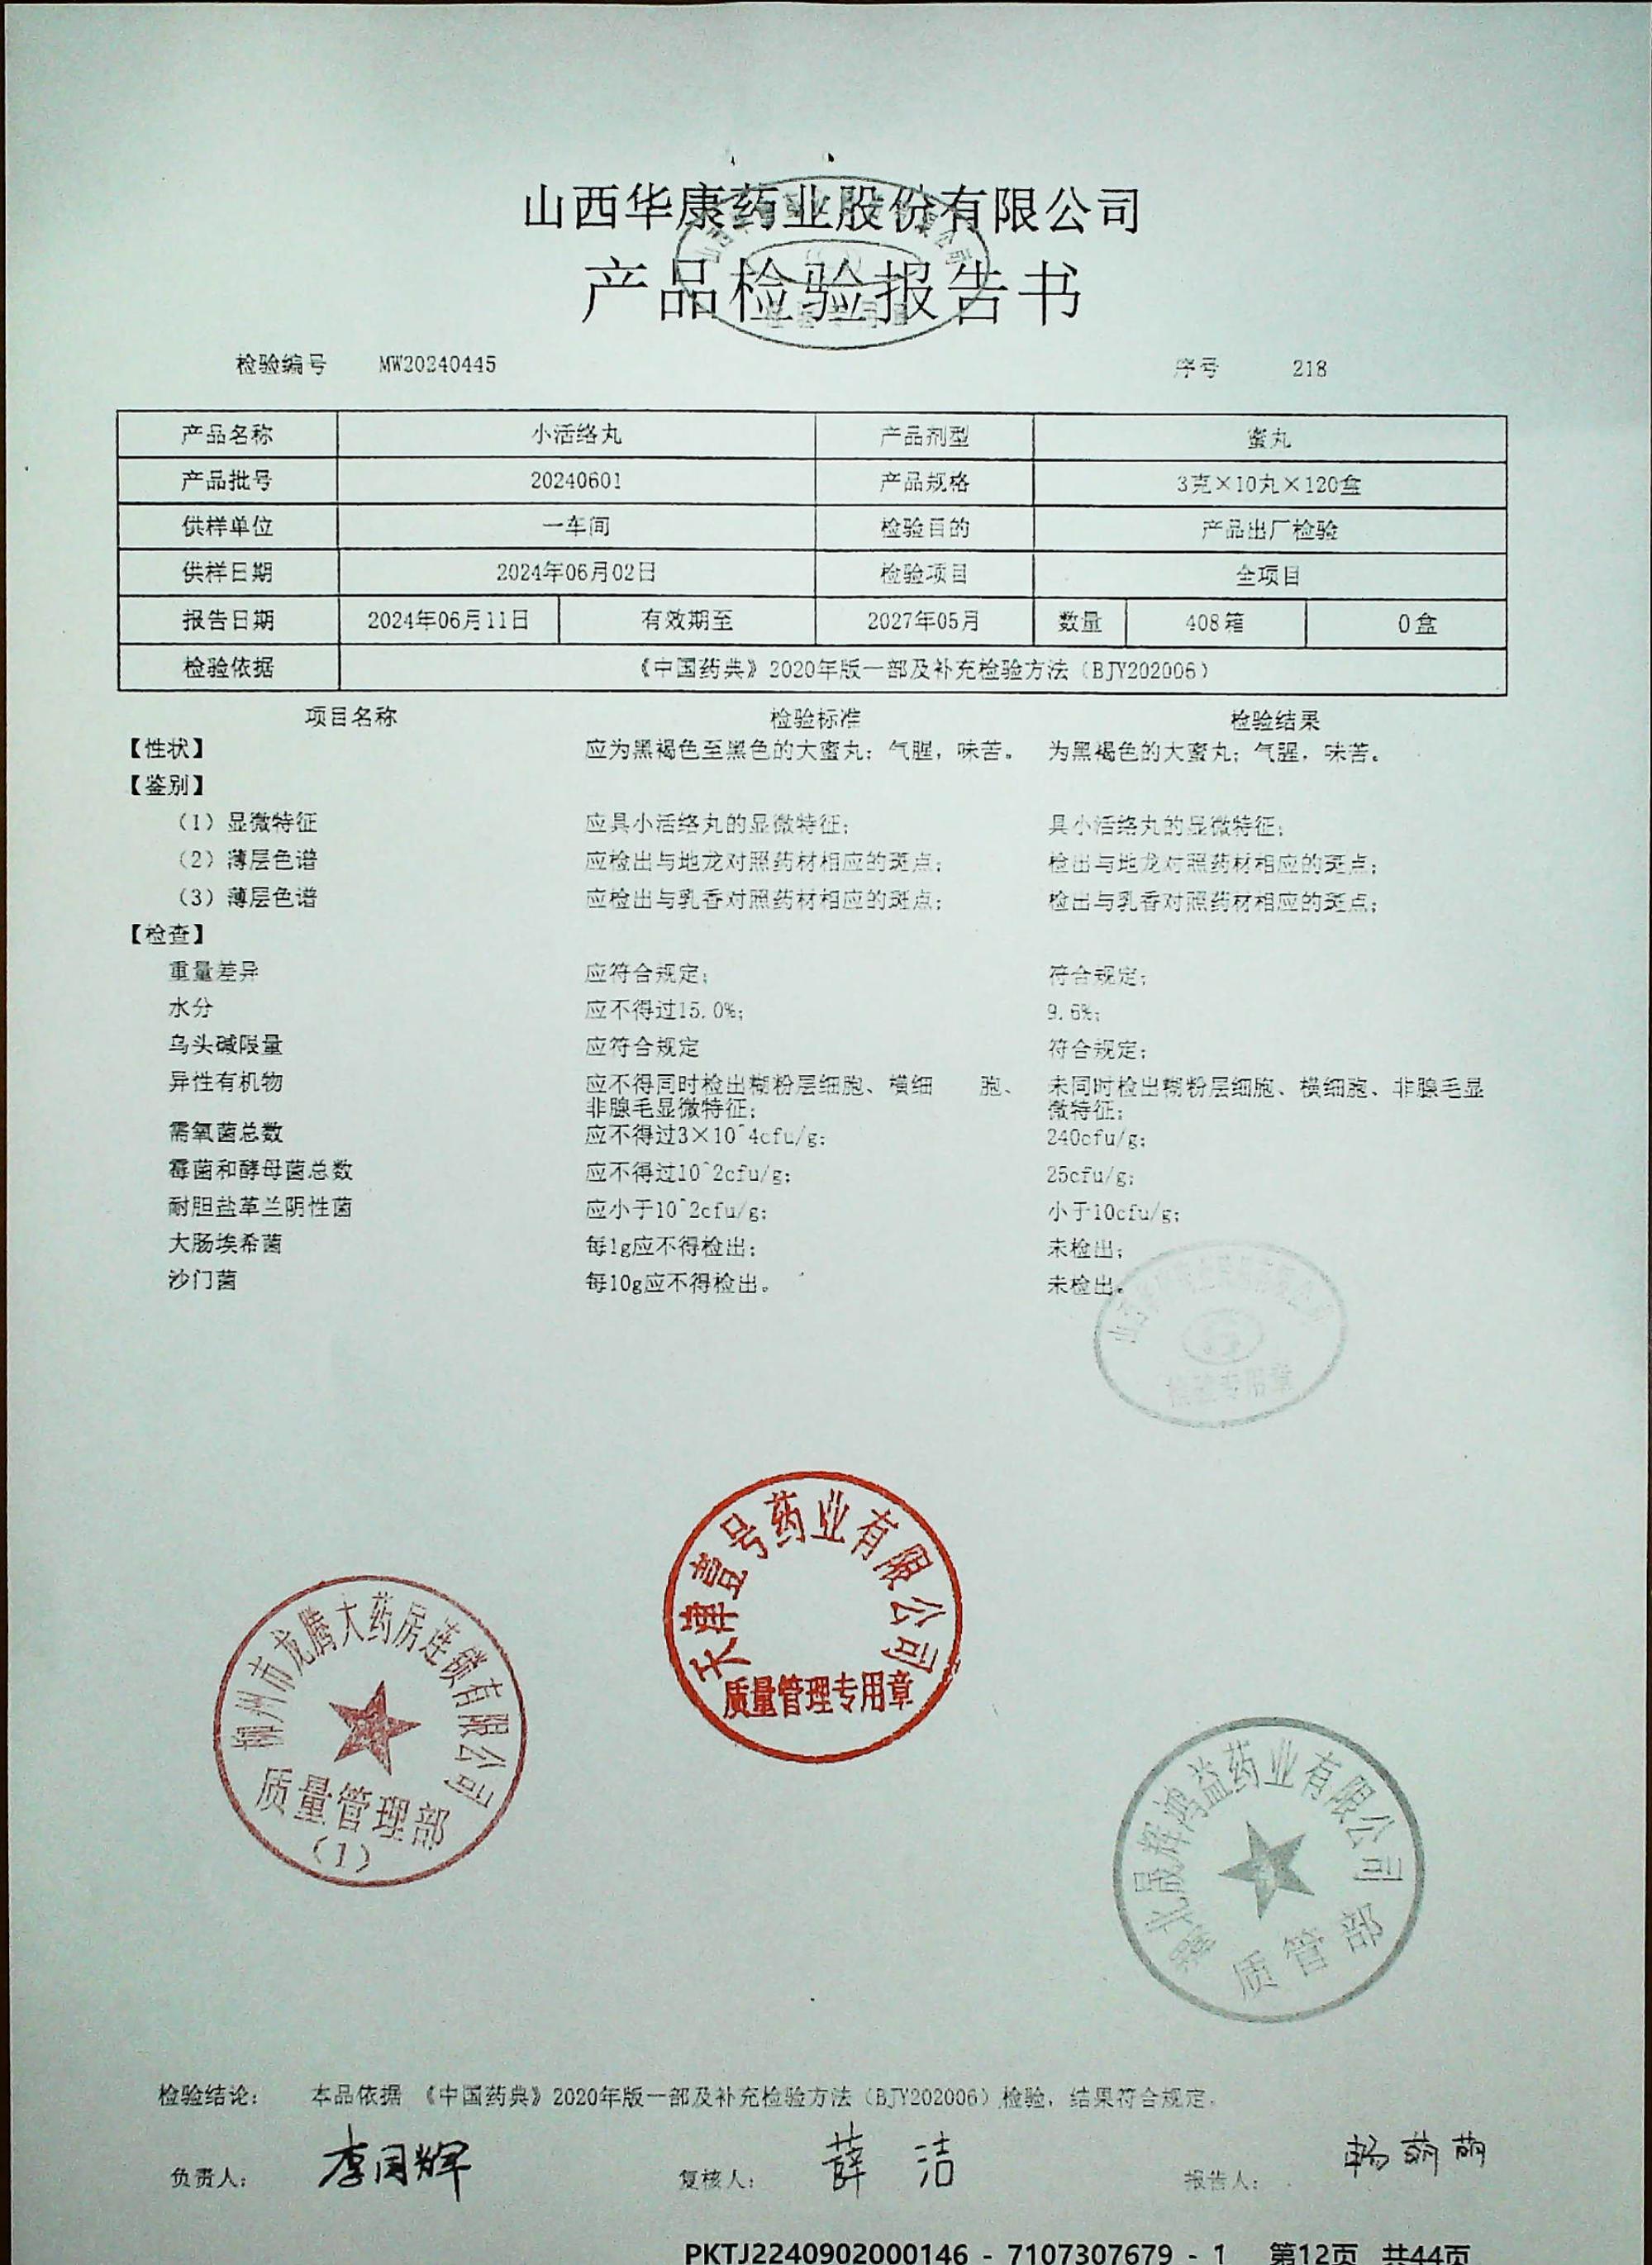 山西华康药业股份有限公司
产品检验报告书
检验编号 MW20240445 序号 218
产品名称 小活络丸 产品剂型 蜜丸
产品批号 20240601 产品规格 3克×10丸×120盒
供样单位 一车间 检验目的 产品出厂检验
供样日期 2024年06月02日 检验项目 全项目
报告日期 2024年06月11日 有效期至 2027年05月 数量 408箱 0盒
检验依据 《中国药典》2020年版一部及补充检验方法（BJY202006）
项目名称 检验标准 检验结果
【性状】 应为黑褐色至黑色的大蜜丸；气腥，味苦。 为黑褐色的大蜜丸；气腥，味苦。
【鉴别】
（1）显微特征 应具小活络丸的显微特征； 具小活络丸的显微特征；
（2）薄层色谱 应检出与地龙对照药材相应的斑点； 检出与地龙对照药材相应的斑点；
（3）薄层色谱 应检出与乳香对照药材相应的斑点； 检出与乳香对照药材相应的斑点；
【检查】
重量差异 应符合规定； 符合规定；
水分 应不得过15.0%； 9.6%；
乌头碱限量 应符合规定 符合规定；
异性有机物 应不得同时检出糊粉层细胞、横细 胞、 未同时检出糊粉层细胞、横细胞、非腺毛显
非腺毛显微特征； 微特征；
需氧菌总数 应不得过3×10^4cfu/g； 240cfu/g；
霉菌和酵母菌总数 应不得过10^2cfu/g； 25cfu/g；
耐胆盐革兰阴性菌 应小于10^2cfu/g； 小于10cfu/g；
大肠埃希菌 每1g应不得检出； 未检出；
沙门菌 每10g应不得检出。 未检出。
检验专用章
天津壹号药业有限公司
质量管理专用章
柳州市龙腾大药房连锁有限公司
质量管理部
（1）
湖北晟辉鸿益药业有限公司
质管部
检验结论： 本品依据 《中国药典》2020年版一部及补充检验方法（BJY202006）检验，结果符合规定。
负责人： 李同辉 复核人： 薛洁 报告人： 杨萌萌
PKTJ2240902000146 - 7107307679 - 1 第12页 共44页